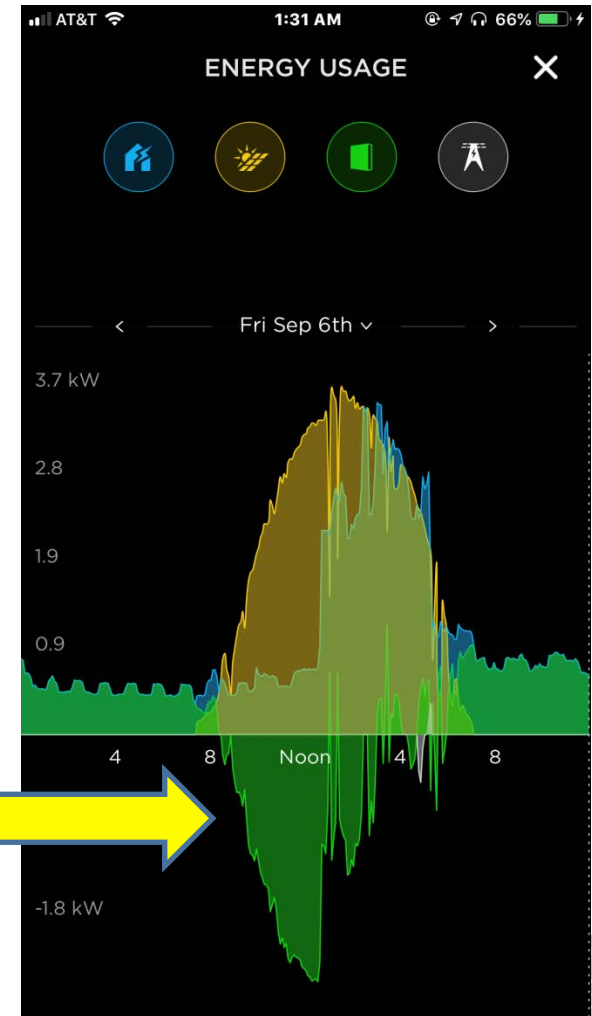 AT&T 1:31 AM 66%
ENERGY USAGE
Fri Sep 6th
3.7 kW
2.8
1.9
0.9
4 8 Noon 4 8
-1.8 kW